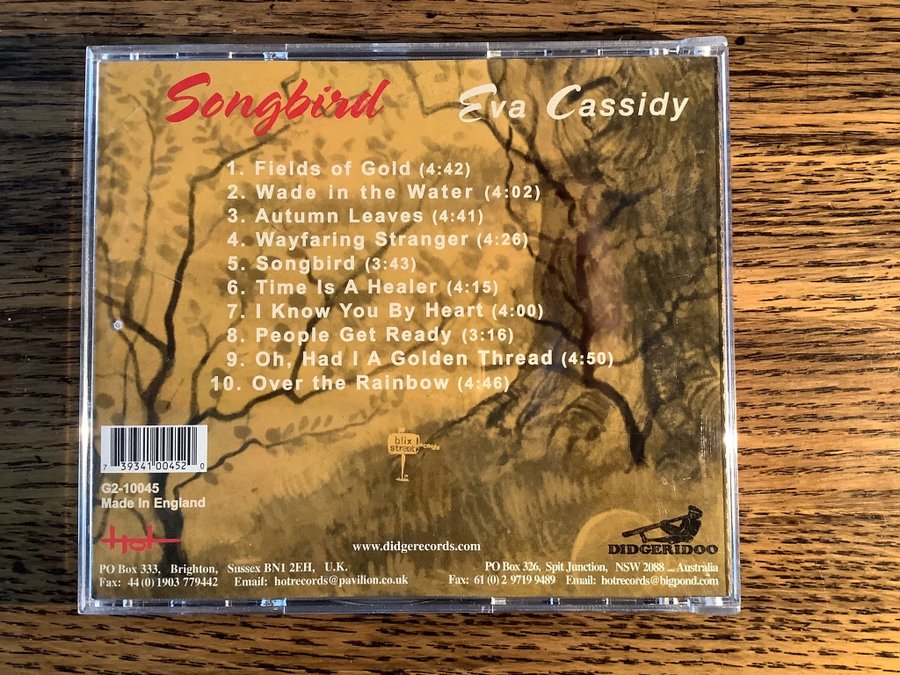 Songbird Eva Cassidy
1. Fields of Gold (4:42)
2. Wade in the Water (4:02)
3. Autumn Leaves (4:41)
4. Wayfaring Stranger (4:26)
5. Songbird (3:43)
6. Time Is A Healer (4:15)
7. I Know You By Heart (4:00)
8. People Get Ready (3:16)
9. Oh, Had I A Golden Thread (4:50)
10. Over the Rainbow (4:46)
blix
street records
7 39341 00452 0
G2-10045
Made In England
Hot
DIDGERIDOO
www.didgerecords.com
PO Box 333, Brighton, Sussex BN1 2EH, U.K.
Fax: 44 (0) 1903 779442 Email: hotrecords@pavilion.co.uk
PO Box 326, Spit Junction, NSW 2088 ... Australia
Fax: 61 (0) 2 9719 9489 Email: hotrecords@bigpond.com